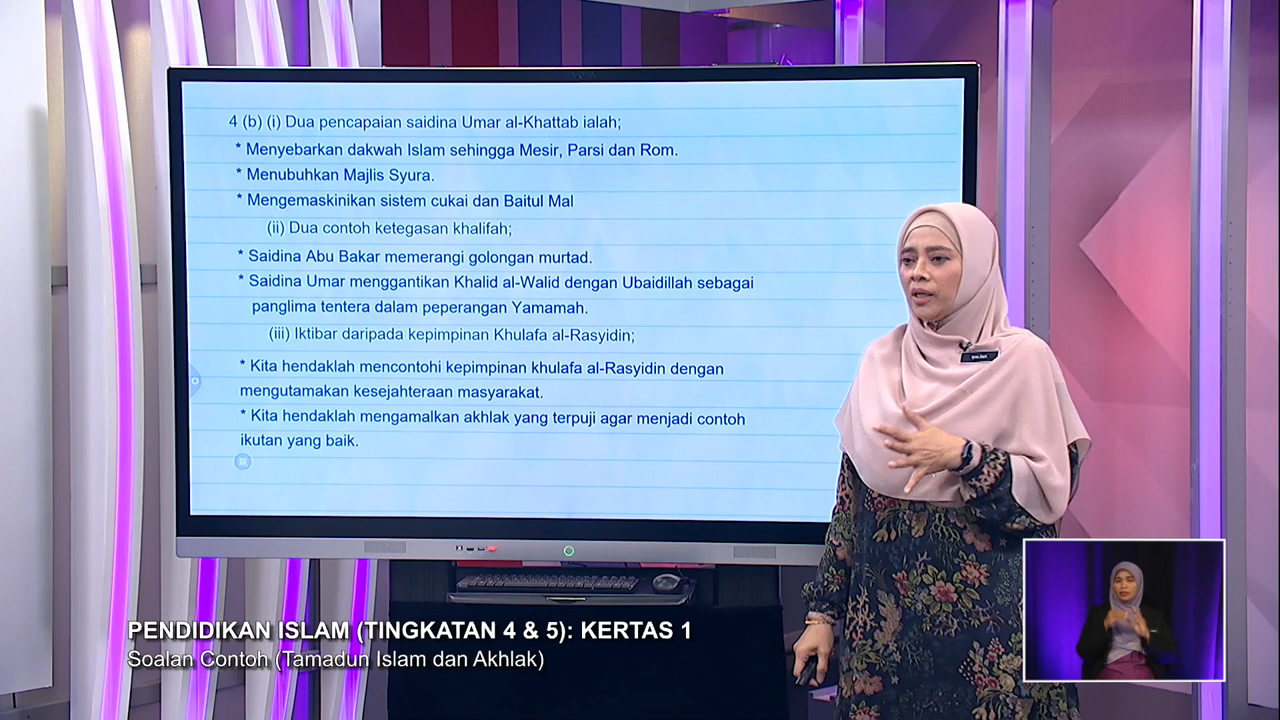 4 (b) (i) Dua pencapaian saidina Umar al-Khattab ialah;
* Menyebarkan dakwah Islam sehingga Mesir, Parsi dan Rom.
* Menubuhkan Majlis Syura.
* Mengemaskinikan sistem cukai dan Baitul Mal
(ii) Dua contoh ketegasan khalifah;
* Saidina Abu Bakar memerangi golongan murtad.
* Saidina Umar menggantikan Khalid al-Walid dengan Ubaidillah sebagai
panglima tentera dalam peperangan Yamamah.
(iii) Iktibar daripada kepimpinan Khulafa al-Rasyidin;
* Kita hendaklah mencontohi kepimpinan khulafa al-Rasyidin dengan
mengutamakan kesejahteraan masyarakat.
* Kita hendaklah mengamalkan akhlak yang terpuji agar menjadi contoh
ikutan yang baik.
PENDIDIKAN ISLAM (TINGKATAN 4 & 5): KERTAS 1
Soalan Contoh (Tamadun Islam dan Akhlak)